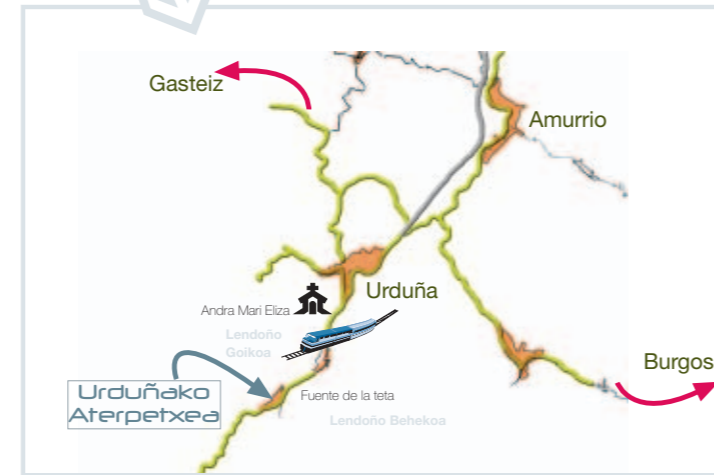 Gasteiz
Amurrio
Urduña
Andra Mari Eliza
Lendoño
Goikoa
Burgos
Urduñako
Aterpetxea
Fuente de la teta
Lendoño Behekoa